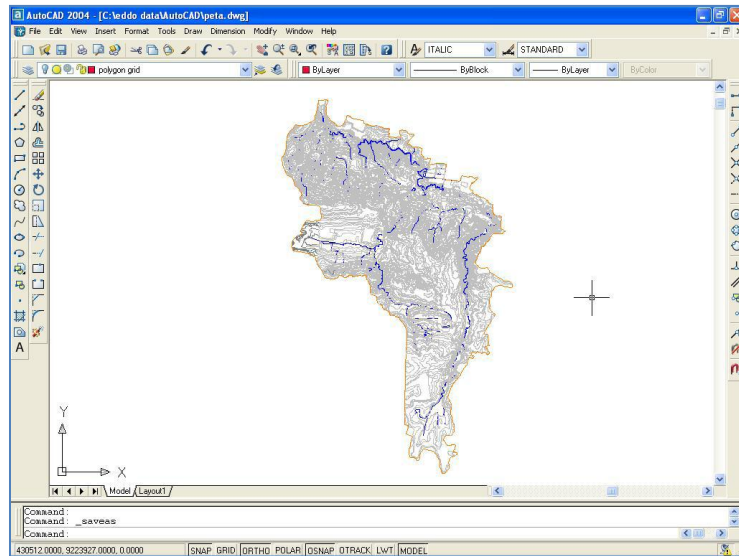 AutoCAD 2004 - [C:\eddo data\AutoCAD\peta.dwg]
File Edit View Insert Format Tools Draw Dimension Modify Window Help
ITALIC STANDARD
polygon grid ByLayer ByBlock ByLayer ByColor
A
Y
X
Model Layout1
Command:
Command: _saveas
Command:
430512.0000, 9223927.0000, 0.0000 SNAP GRID ORTHO POLAR OSNAP OTRACK LWT MODEL